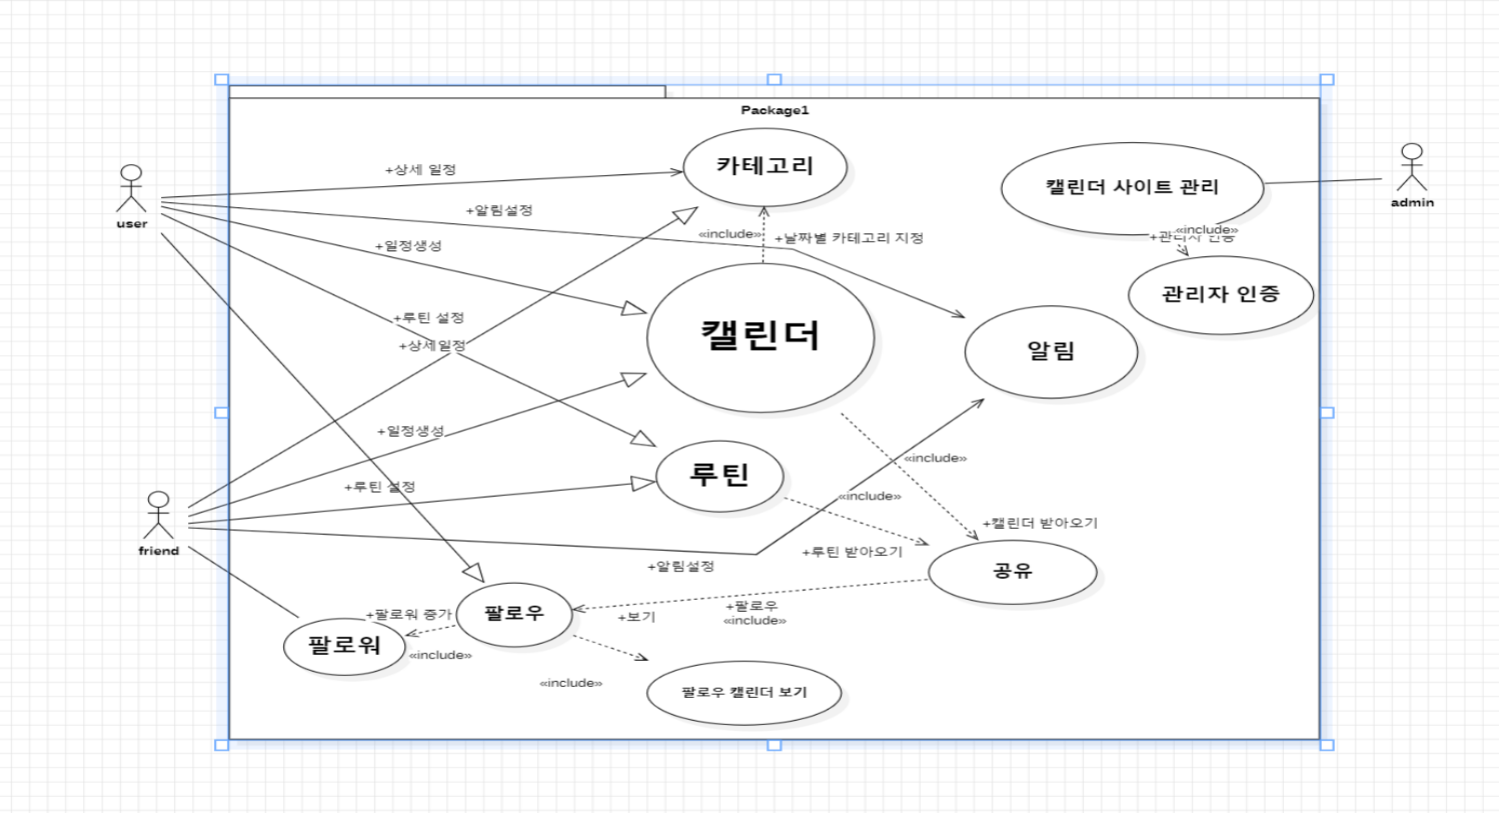 Package1
카테고리
+상세 일정
캘린더 사이트 관리
user
admin
+알림설정
«include»
+날짜별 카테고리 지정
«include»
+관리자 인증
+일정생성
관리자 인증
+루틴 설정
캘린더
+상세일정
알림
+일정생성
«include»
루틴
+루틴 설정
«include»
+캘린더 받아오기
friend
+루틴 받아오기
+알림설정
공유
+팔로워 증가
팔로우
+보기
+팔로우
«include»
팔로워
«include»
«include»
팔로우 캘린더 보기